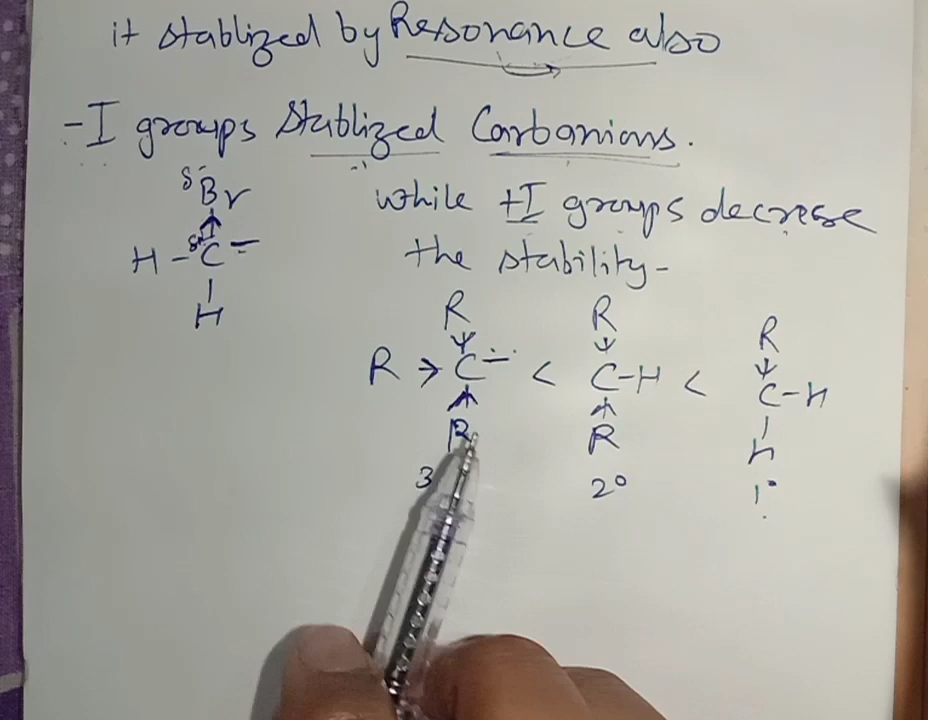 it stablized by Resonance also
-I groups Stablized Carbanions.
while +I groups decrese
the stability-
δ- Br
H - C -
H
R R R
R > C - < C-H < C-H
R R H
3 2° 1°